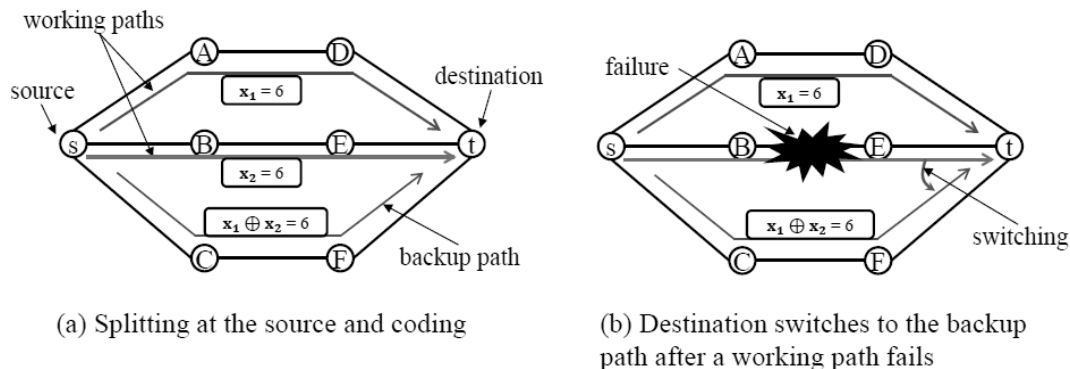 working paths
source
destination
s
A
D
B
E
C
F
t
x₁ = 6
x₂ = 6
x₁ ⊕ x₂ = 6
backup path
(a) Splitting at the source and coding
failure
s
A
D
B
E
C
F
t
x₁ = 6
x₁ ⊕ x₂ = 6
switching
(b) Destination switches to the backup
path after a working path fails